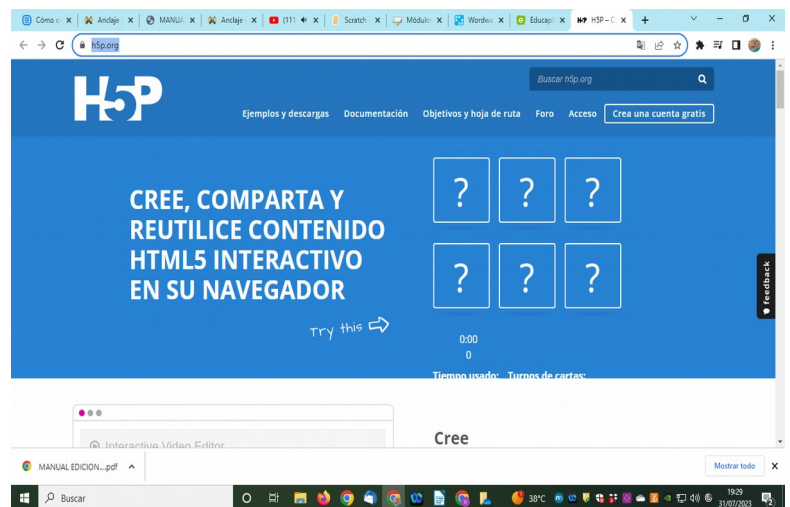 Cómo c
Anclaje
MANUA
Anclaje
(111
Scratch
Módulo
Wordwa
Educapl
H5P – C
h5p.org
H5P
Buscar h5p.org
Ejemplos y descargas Documentación Objetivos y hoja de ruta Foro Acceso Crea una cuenta gratis
CREE, COMPARTA Y
REUTILICE CONTENIDO
HTML5 INTERACTIVO
EN SU NAVEGADOR
Try this
? ? ?
? ? ?
0:00
0
Tiempo usado: Turnos de cartas:
feedback
Interactive Video Editor
Cree
MANUAL EDICION....pdf
Mostrar todo
Buscar
38°C
19:29
31/07/2023